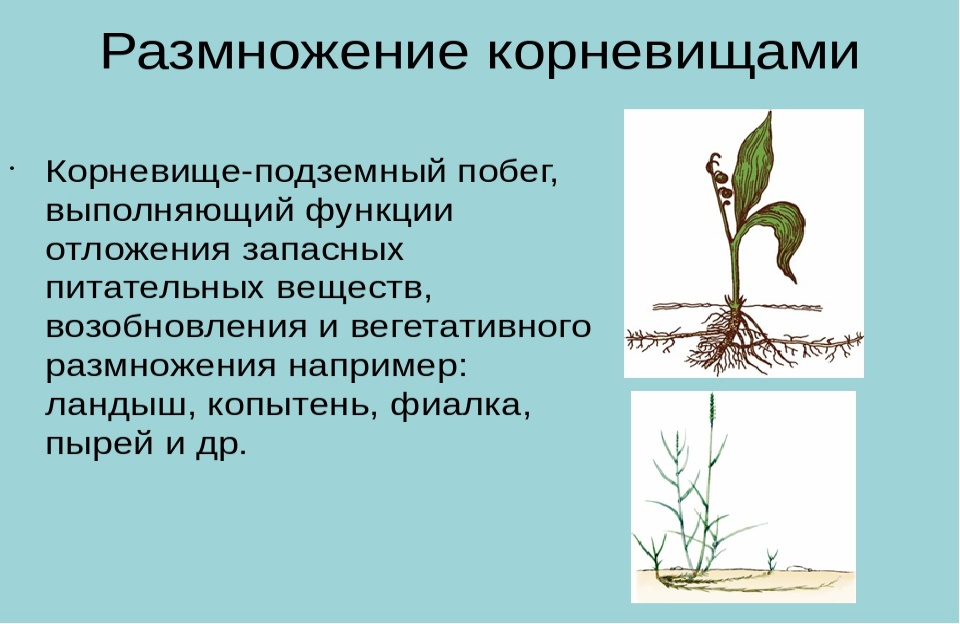 Размножение корневищами
• Корневище-подземный побег,
выполняющий функции
отложения запасных
питательных веществ,
возобновления и вегетативного
размножения например:
ландыш, копытень, фиалка,
пырей и др.